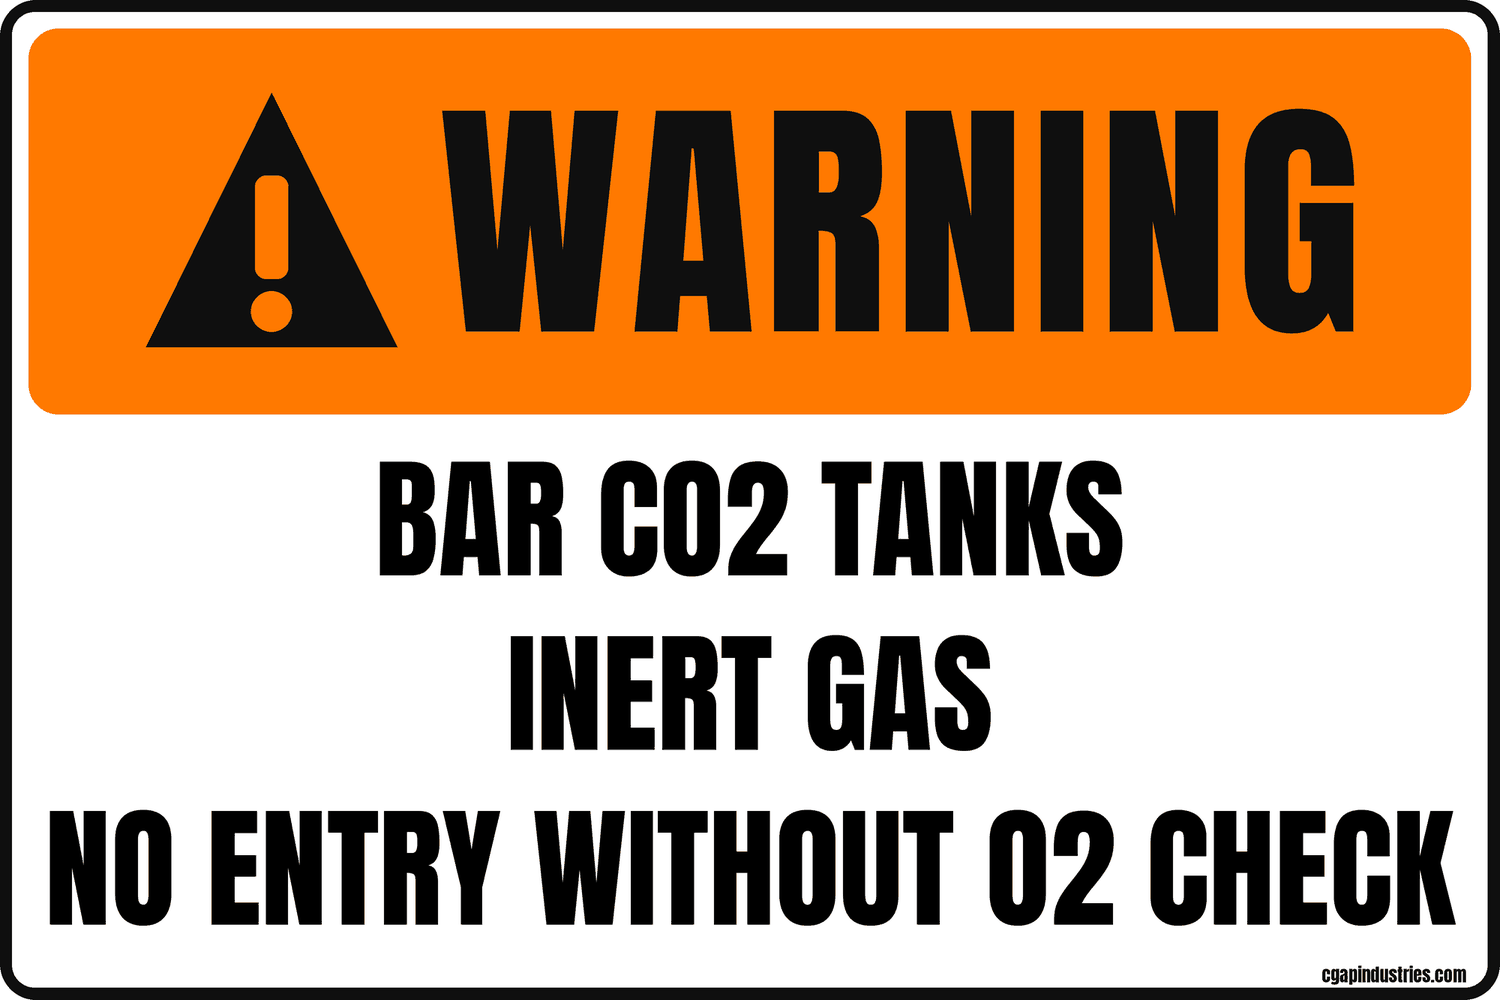 WARNING
BAR CO2 TANKS
INERT GAS
NO ENTRY WITHOUT O2 CHECK
cgapindustries.com